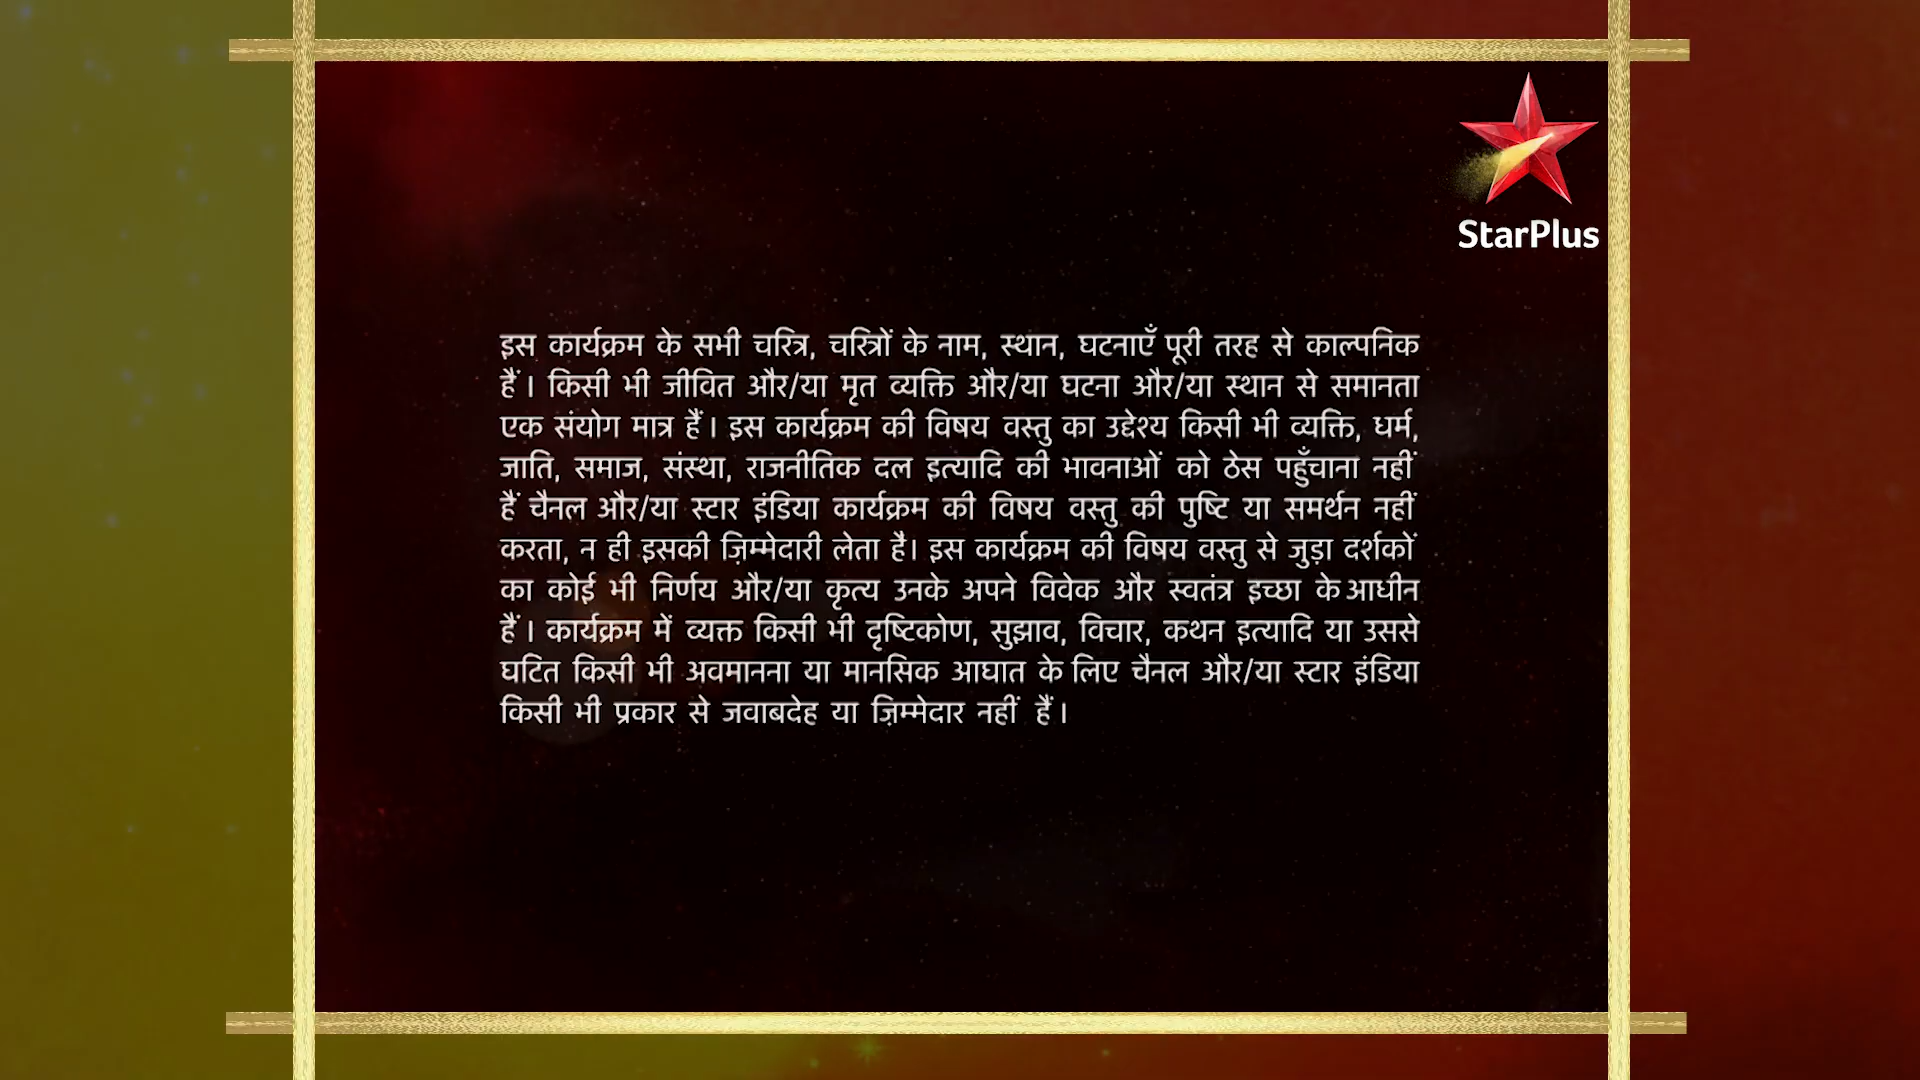 StarPlus
इस कार्यक्रम के सभी चरित्र, चरित्रों के नाम, स्थान, घटनाएँ पूरी तरह से काल्पनिक
हैं। किसी भी जीवित और/या मृत व्यक्ति और/या घटना और/या स्थान से समानता
एक संयोग मात्र हैं। इस कार्यक्रम की विषय वस्तु का उद्देश्य किसी भी व्यक्ति, धर्म,
जाति, समाज, संस्था, राजनीतिक दल इत्यादि की भावनाओं को ठेस पहुँचाना नहीं
हैं चैनल और/या स्टार इंडिया कार्यक्रम की विषय वस्तु की पुष्टि या समर्थन नहीं
करता, न ही इसकी ज़िम्मेदारी लेता है। इस कार्यक्रम की विषय वस्तु से जुड़ा दर्शकों
का कोई भी निर्णय और/या कृत्य उनके अपने विवेक और स्वतंत्र इच्छा के आधीन
हैं। कार्यक्रम में व्यक्त किसी भी दृष्टिकोण, सुझाव, विचार, कथन इत्यादि या उससे
घटित किसी भी अवमानना या मानसिक आघात के लिए चैनल और/या स्टार इंडिया
किसी भी प्रकार से जवाबदेह या ज़िम्मेदार नहीं हैं।